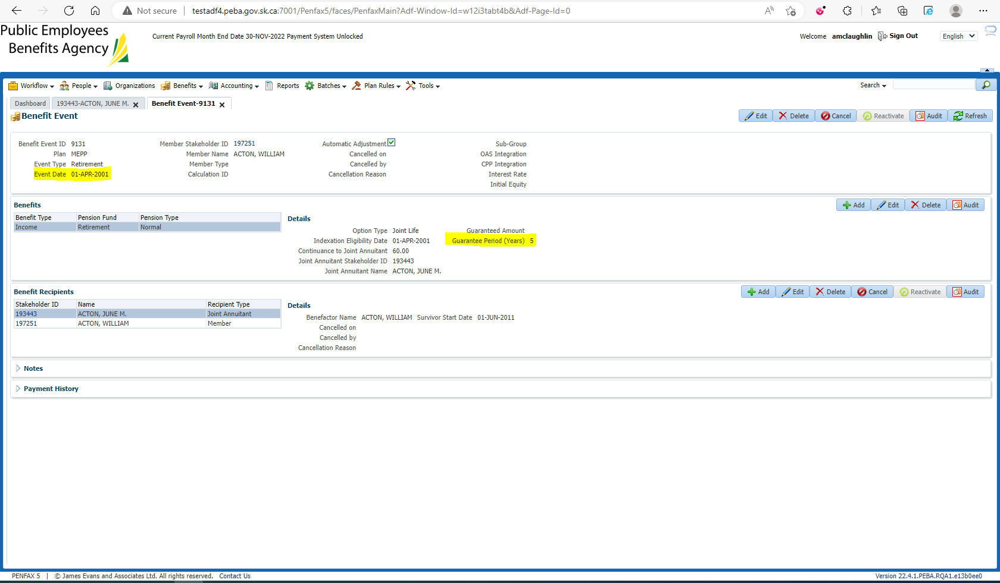 Not secure | testadf4.peba.gov.sk.ca:7001/Penfax5/faces/PenfaxMain?Adf-Window-Id=w12i3tabt4b&Adf-Page-Id=0
Public Employees
Benefits Agency
Current Payroll Month End Date 30-NOV-2022 Payment System Unlocked
Welcome amclaughlin Sign Out English
Workflow People Organizations Benefits Accounting Reports Batches Plan Rules Tools Search
Dashboard 193443-ACTON, JUNE M. Benefit Event-9131
Benefit Event Edit Delete Cancel Reactivate Audit Refresh
Benefit Event ID 9131 Member Stakeholder ID 197251 Automatic Adjustment Sub-Group
Plan MEPP Member Name ACTON, WILLIAM Cancelled on OAS Integration
Event Type Retirement Member Type Cancelled by CPP Integration
Event Date 01-APR-2001 Calculation ID Cancellation Reason Interest Rate
Initial Equity
Benefits Add Edit Delete Audit
Benefit Type Pension Fund Pension Type
Income Retirement Normal
Details
Option Type Joint Life Guaranteed Amount
Indexation Eligibility Date 01-APR-2001 Guarantee Period (Years) 5
Continuance to Joint Annuitant 60.00
Joint Annuitant Stakeholder ID 193443
Joint Annuitant Name ACTON, JUNE M.
Benefit Recipients Add Edit Delete Cancel Reactivate Audit
Stakeholder ID Name Recipient Type
193443 ACTON, JUNE M. Joint Annuitant
197251 ACTON, WILLIAM Member
Details
Benefactor Name ACTON, WILLIAM Survivor Start Date 01-JUN-2011
Cancelled on
Cancelled by
Cancellation Reason
Notes
Payment History
PENFAX 5 | © James Evans and Associates Ltd. All rights reserved. Contact Us
Version 22.4.1.PEBA.RQA1.e13b0ee0